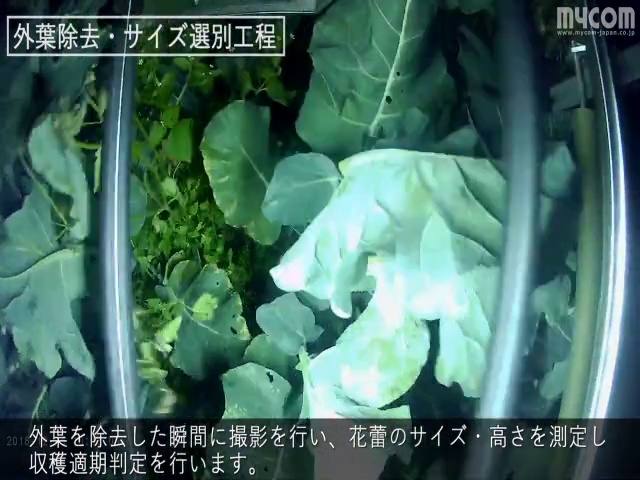 外葉除去・サイズ選別工程
mycom
www.mycom-japan.co.jp
2018
外葉を除去した瞬間に撮影を行い、花蕾のサイズ・高さを測定し
収穫適期判定を行います。